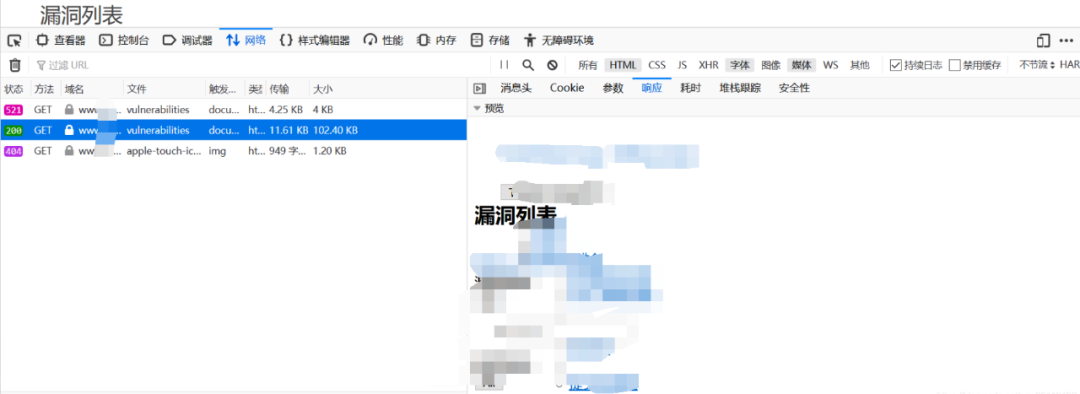 漏洞列表
查看器 控制台 调试器 网络 样式编辑器 性能 内存 存储 无障碍环境
过滤 URL 所有 HTML CSS JS XHR 字体 图像 媒体 WS 其他 持续日志 禁用缓存 不节流 HAR
状态 方法 域名 文件 触发... 类型 传输 大小
消息头 Cookie 参数 响应 耗时 堆栈跟踪 安全性
预览
521 GET vulnerabilities docu... ht... 4.25 KB 4 KB
200 GET vulnerabilities docu... ht... 11.61 KB 102.40 KB
404 GET apple-touch-ic... img ht... 949 字... 1.20 KB
漏洞列表